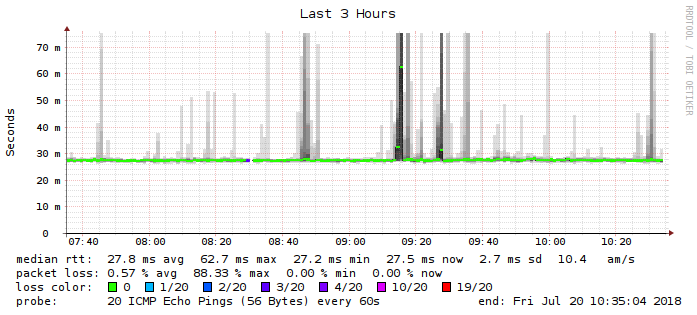 Last 3 Hours
RRDTOOL / TOBI OETIKER
Seconds
70 m
60 m
50 m
40 m
30 m
20 m
10 m
0
07:40 08:00 08:20 08:40 09:00 09:20 09:40 10:00 10:20
median rtt: 27.8 ms avg 62.7 ms max 27.2 ms min 27.5 ms now 2.7 ms sd 10.4 am/s
packet loss: 0.57 % avg 88.33 % max 0.00 % min 0.00 % now
loss color: 0 1/20 2/20 3/20 4/20 10/20 19/20
probe: 20 ICMP Echo Pings (56 Bytes) every 60s end: Fri Jul 20 10:35:04 2018